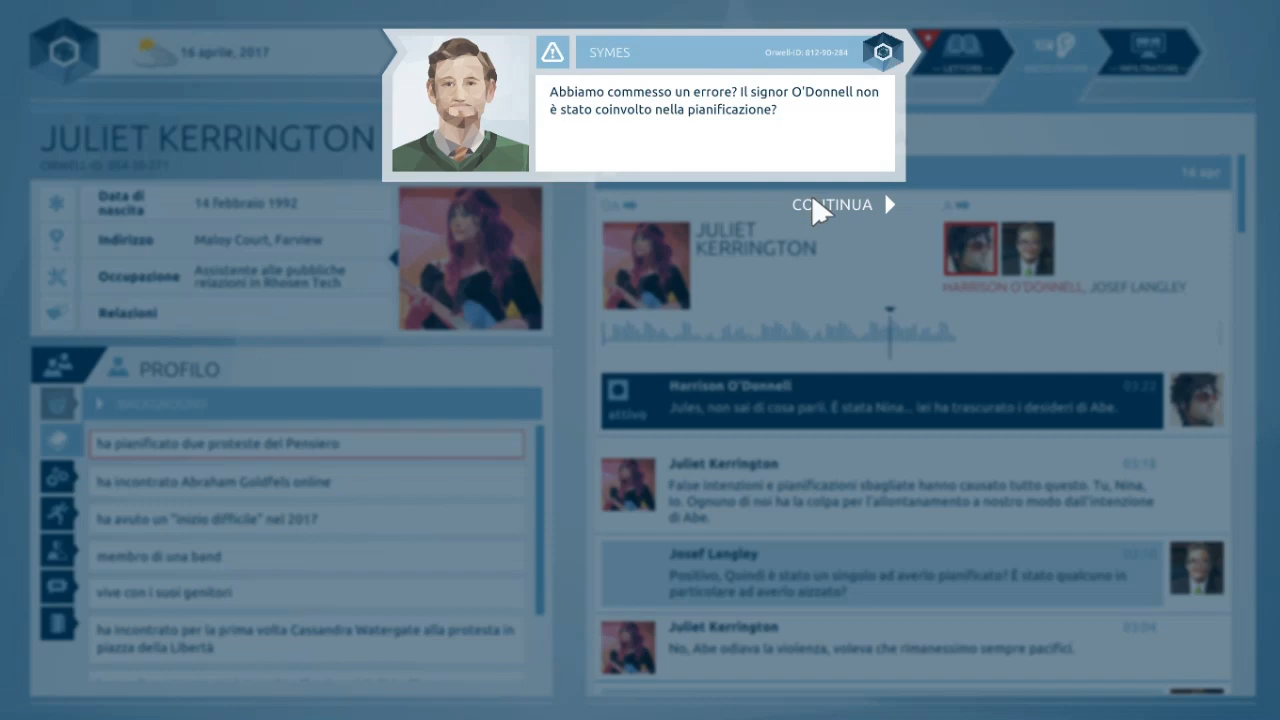 16 aprile, 2017
SYMES
Orwell-ID: 812-90-284
Abbiamo commesso un errore? Il signor O'Donnell non
è stato coinvolto nella pianificazione?
CONTINUA
JULIET KERRINGTON
Data di
nascita
14 febbraio 1992
Indirizzo
Maloy Court, Farview
Occupazione
Assistente alle pubbliche
relazioni in Rhosen Tech
Relazioni
PROFILO
BACKGROUND
ha pianificato due proteste del Pensiero
ha incontrato Abraham Goldfels online
ha avuto un "inizio difficile" nel 2017
membro di una band
vive con i suoi genitori
ha incontrato per la prima volta Cassandra Watergate alla protesta in
piazza della Libertà
16 apr
DA
A
JULIET
KERRINGTON
HARRISON O'DONNELL, JOSEF LANGLEY
attivo
Harrison O'Donnell
03:22
Jules, non sai di cosa parli. È stata Nina... lei ha trascurato i desideri di Abe.
Juliet Kerrington
03:18
False intenzioni e pianificazioni sbagliate hanno causato tutto questo. Tu, Nina,
io. Ognuno di noi ha la colpa per l'allontanamento a nostro modo dall'intenzione
di Abe.
Josef Langley
03:10
Positivo. Quindi è stato un singolo ad averlo pianificato? È stato qualcuno in
particolare ad averlo aizzato?
Juliet Kerrington
03:04
No, Abe odiava la violenza, voleva che rimanessimo sempre pacifici.